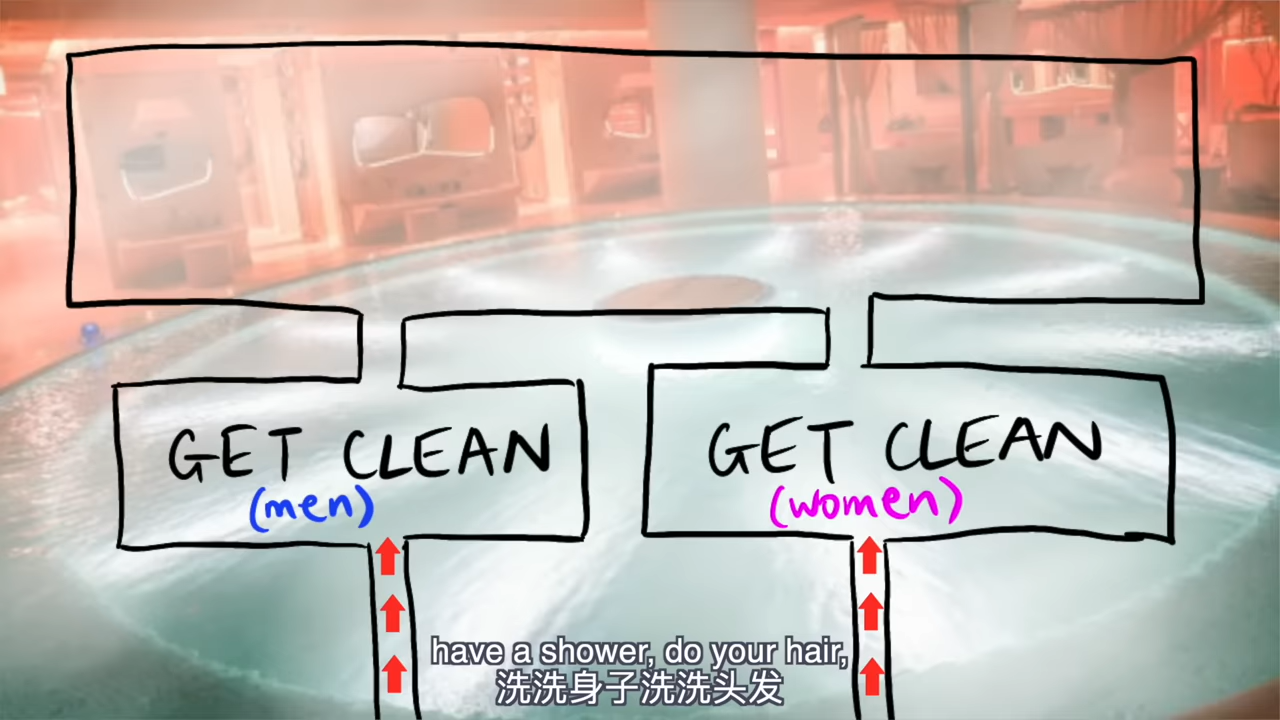 GET CLEAN
(men)
GET CLEAN
(women)
have a shower, do your hair,
洗洗身子洗洗头发